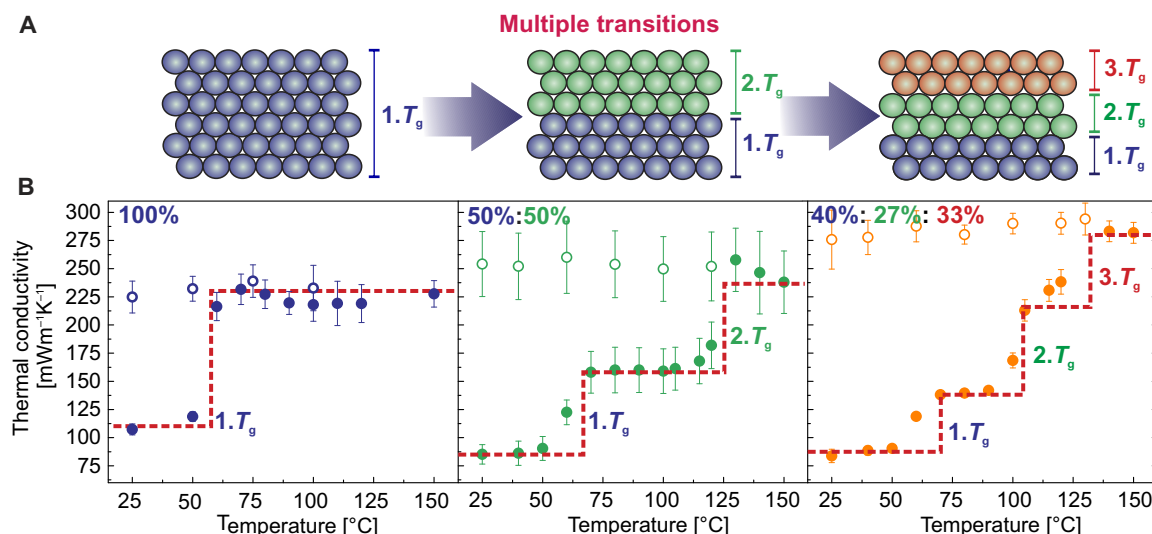 A
Multiple transitions
1.Tg
2.Tg
1.Tg
3.Tg
2.Tg
1.Tg
B
Thermal conductivity
[mWm⁻¹K⁻¹]
300
275
250
225
200
175
150
125
100
75
100%
1.Tg
25 50 75 100 125 150
Temperature [°C]
50%:50%
2.Tg
1.Tg
25 50 75 100 125 150
Temperature [°C]
40%:27%:33%
3.Tg
2.Tg
1.Tg
25 50 75 100 125 150
Temperature [°C]